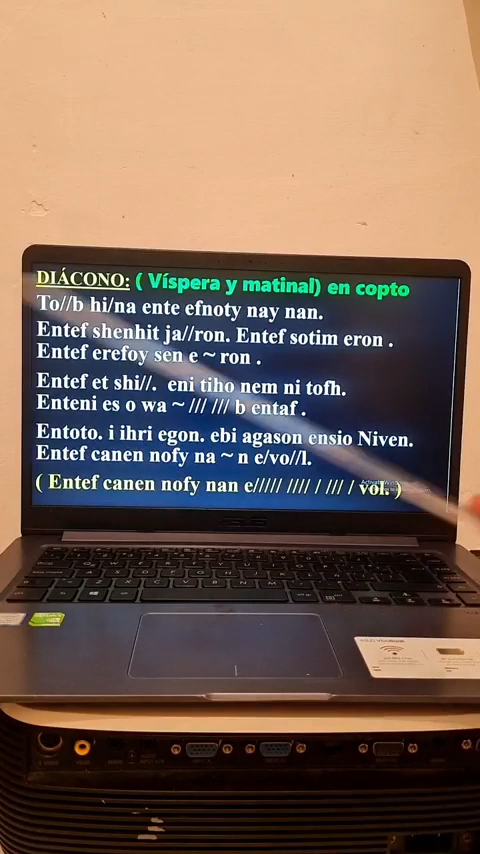 DIÁCONO: ( Víspera y matinal) en copto
To//b hi/na ente efnoty nay nan.
Entef shenhit ja//ron. Entef sotim eron .
Entef erefoy sen e ~ ron .
Entef et shi//. eni tiho nem ni tofh.
Enteni es o wa ~ /// /// b entaf .
Entoto. i ihri egon. ebi agason ensio Niven.
Entef canen nofy na ~ n e/vo//l.
( Entef canen nofy nan e///// //// / /// / vol. )
ASUS